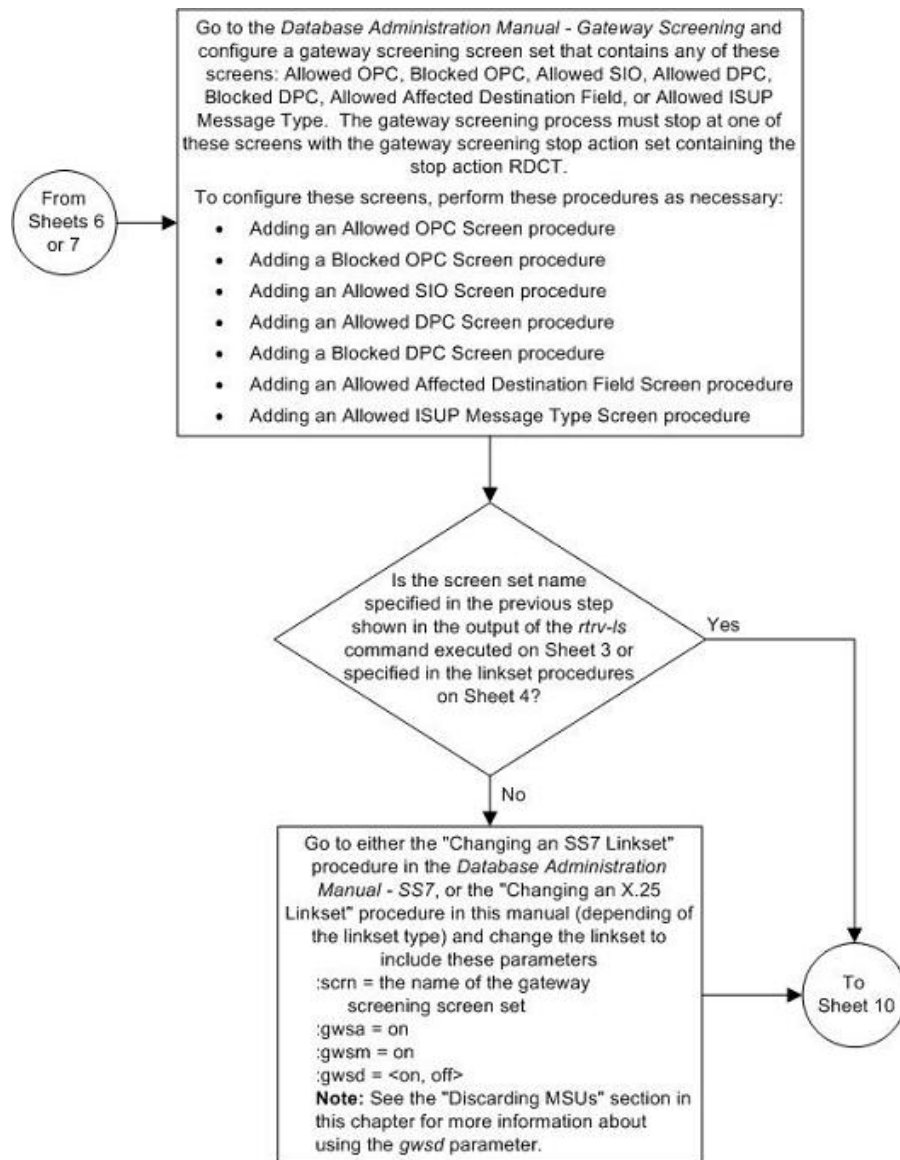 Go to the Database Administration Manual - Gateway Screening and
configure a gateway screening screen set that contains any of these
screens: Allowed OPC, Blocked OPC, Allowed SIO, Allowed DPC,
Blocked DPC, Allowed Affected Destination Field, or Allowed ISUP
Message Type. The gateway screening process must stop at one of
these screens with the gateway screening stop action set containing the
stop action RDCT.
To configure these screens, perform these procedures as necessary:
• Adding an Allowed OPC Screen procedure
• Adding a Blocked OPC Screen procedure
• Adding an Allowed SIO Screen procedure
• Adding an Allowed DPC Screen procedure
• Adding a Blocked DPC Screen procedure
• Adding an Allowed Affected Destination Field Screen procedure
• Adding an Allowed ISUP Message Type Screen procedure
From
Sheets 6
or 7
Is the screen set name
specified in the previous step
shown in the output of the rtrv-ls
command executed on Sheet 3 or
specified in the linkset procedures
on Sheet 4?
Yes
No
Go to either the "Changing an SS7 Linkset"
procedure in the Database Administration
Manual - SS7, or the "Changing an X.25
Linkset" procedure in this manual (depending of
the linkset type) and change the linkset to
include these parameters
:scrn = the name of the gateway
screening screen set
:gwsa = on
:gwsm = on
:gwsd = <on, off>
Note: See the "Discarding MSUs" section in
this chapter for more information about
using the gwsd parameter.
To
Sheet 10